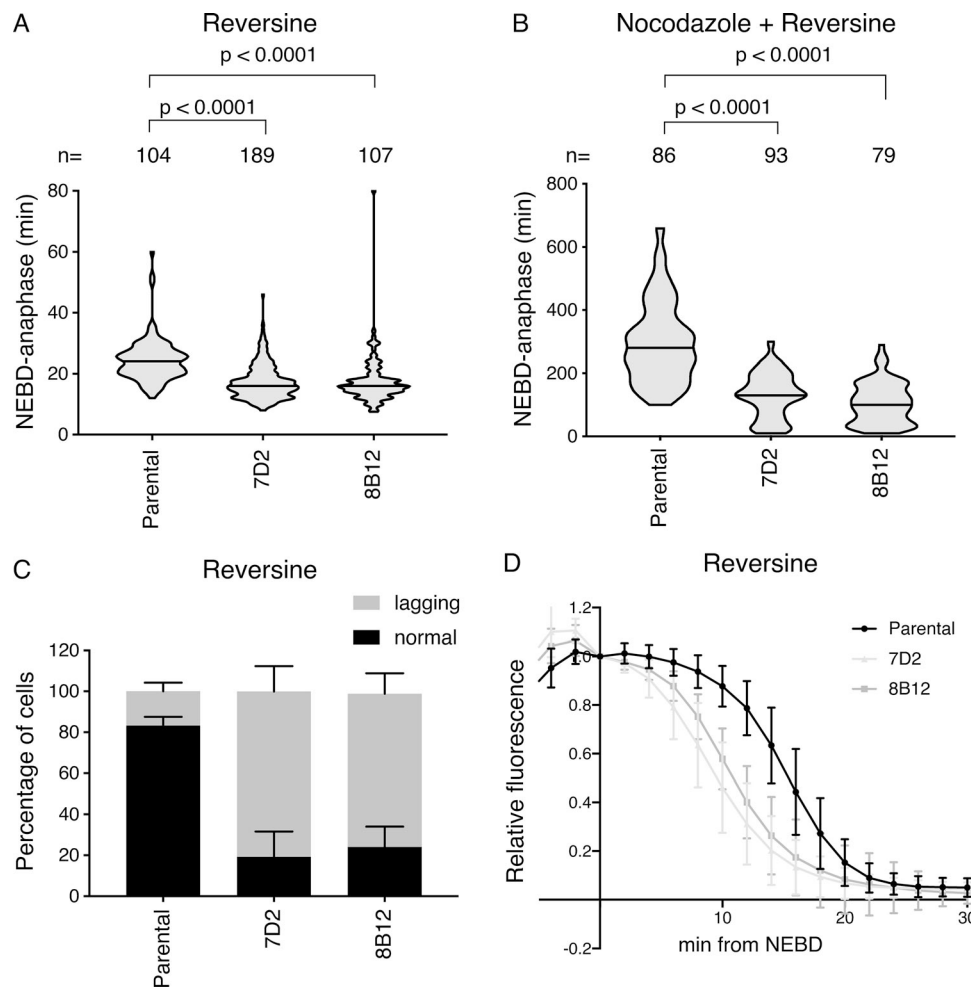 A
Reversine
p < 0.0001
p < 0.0001
n= 104 189 107
NEBD-anaphase (min)
80
60
40
20
0
Parental
7D2
8B12
B
Nocodazole + Reversine
p < 0.0001
p < 0.0001
n= 86 93 79
NEBD-anaphase (min)
800
600
400
200
0
Parental
7D2
8B12
C
Reversine
lagging
normal
Percentage of cells
120
100
80
60
40
20
0
Parental
7D2
8B12
D
Reversine
Parental
7D2
8B12
Relative fluorescence
1.2
1.0
0.8
0.6
0.4
0.2
-0.2
10 20 30
min from NEBD